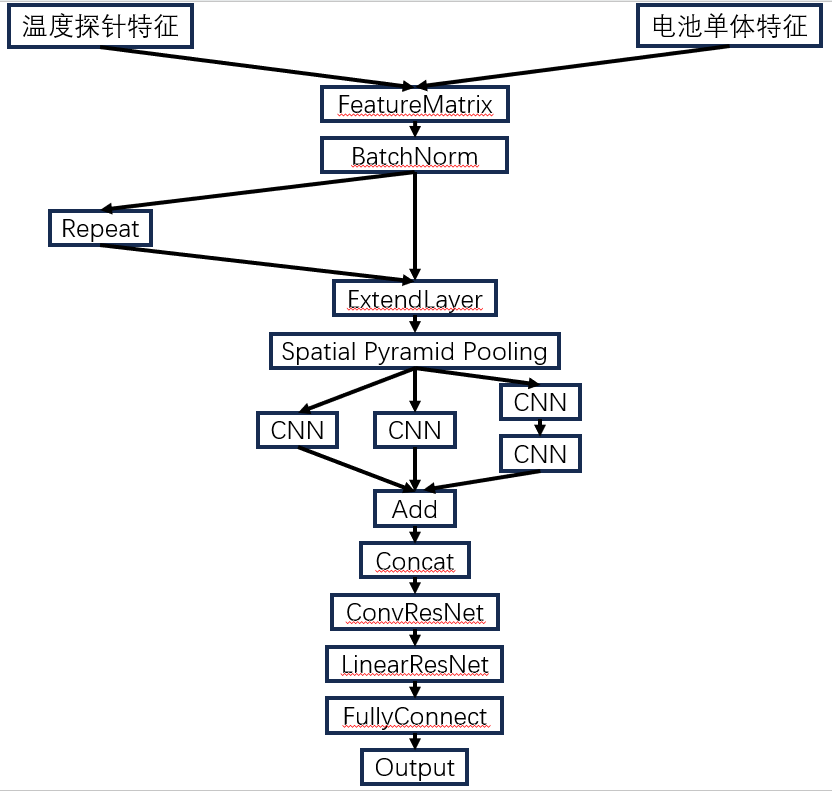 温度探针特征
电池单体特征
FeatureMatrix
BatchNorm
Repeat
ExtendLayer
Spatial Pyramid Pooling
CNN
CNN
CNN
CNN
Add
Concat
ConvResNet
LinearResNet
FullyConnect
Output